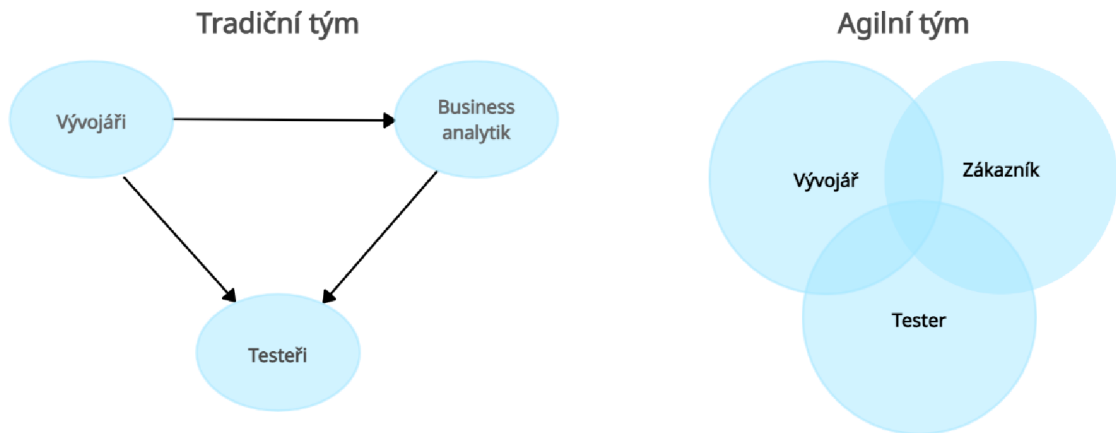 Tradiční tým
Agilní tým
Vývojáři
Business
analytik
Testeři
Vývojář
Zákazník
Tester